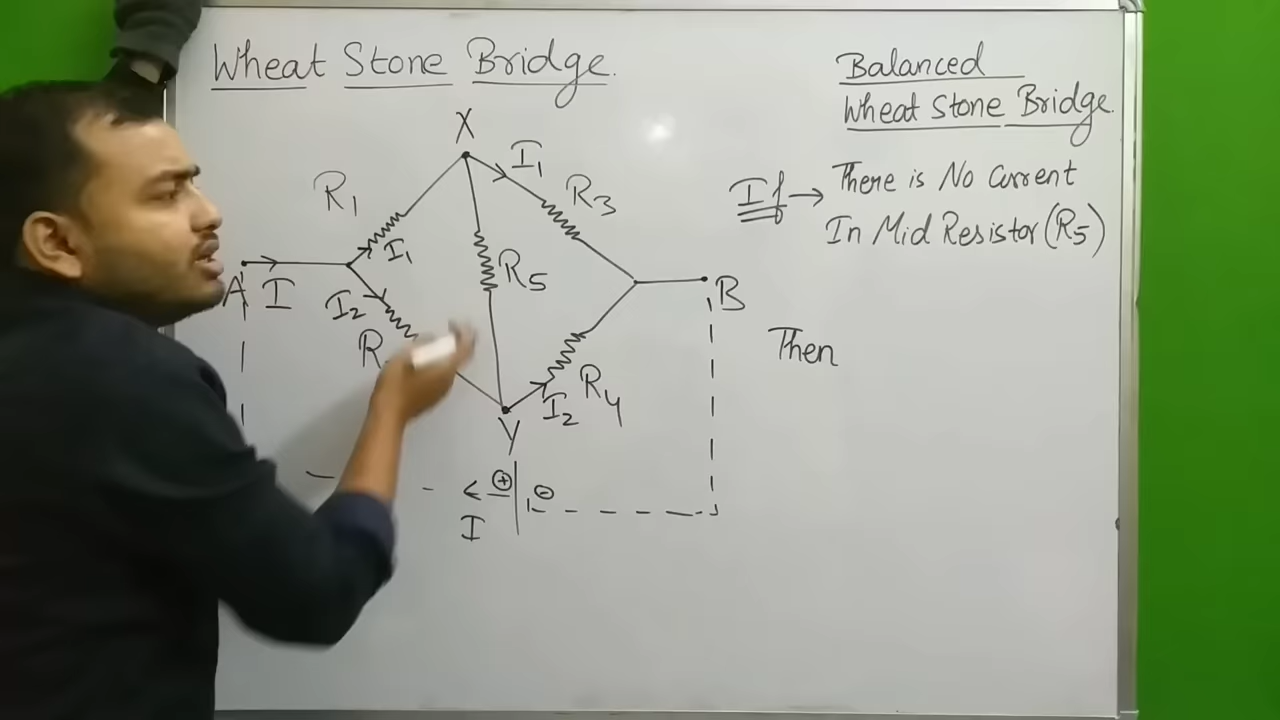 Wheat Stone Bridge.
Balanced
Wheat Stone Bridge.
If → There is No Current
In Mid Resistor (R5)
Then
X
I1
R1
R3
I1
R5
A
I
B
I2
R
R4
I2
Y
+
-
I